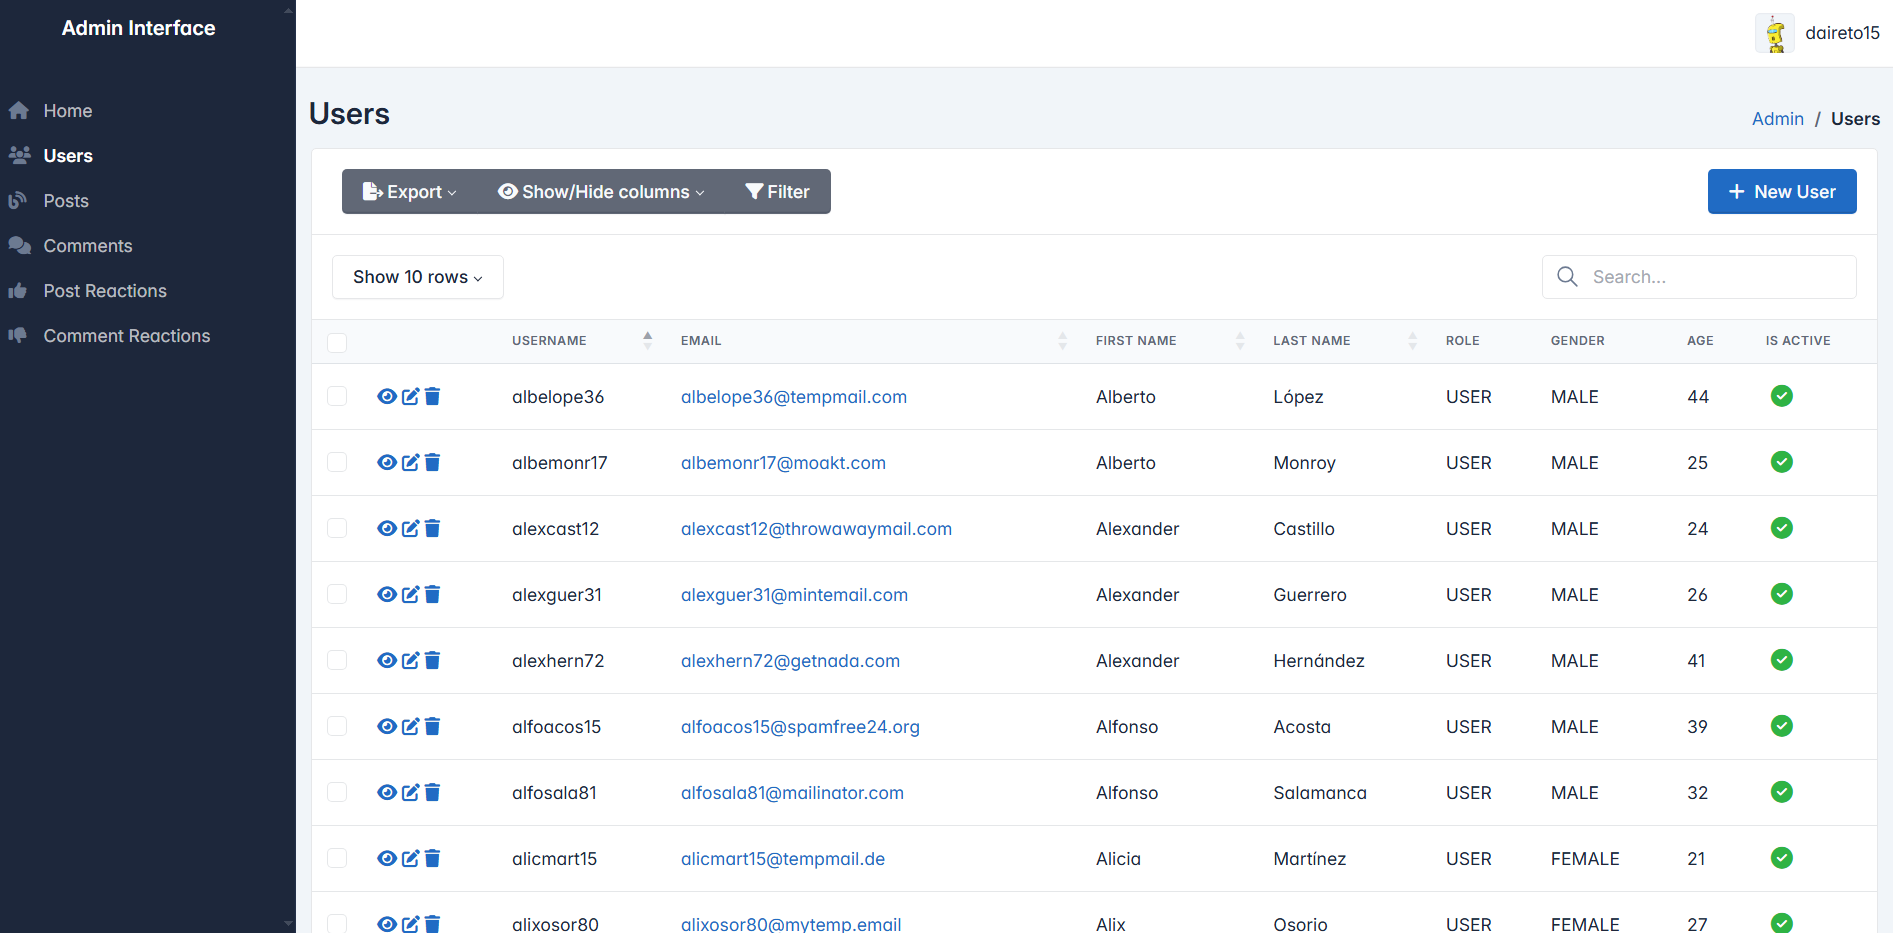 Admin Interface
daireto15
Home
Users
Posts
Comments
Post Reactions
Comment Reactions
Users
Admin / Users
Export Show/Hide columns Filter
New User
Show 10 rows
Search...
USERNAME EMAIL FIRST NAME LAST NAME ROLE GENDER AGE IS ACTIVE
albelope36 albelope36@tempmail.com Alberto López USER MALE 44
albemonr17 albemonr17@moakt.com Alberto Monroy USER MALE 25
alexcast12 alexcast12@throwawaymail.com Alexander Castillo USER MALE 24
alexguer31 alexguer31@mintemail.com Alexander Guerrero USER MALE 26
alexhern72 alexhern72@getnada.com Alexander Hernández USER MALE 41
alfoacos15 alfoacos15@spamfree24.org Alfonso Acosta USER MALE 39
alfosala81 alfosala81@mailinator.com Alfonso Salamanca USER MALE 32
alicmart15 alicmart15@tempmail.de Alicia Martínez USER FEMALE 21
alixosor80 alixosor80@mytemp.email Alix Osorio USER FEMALE 27